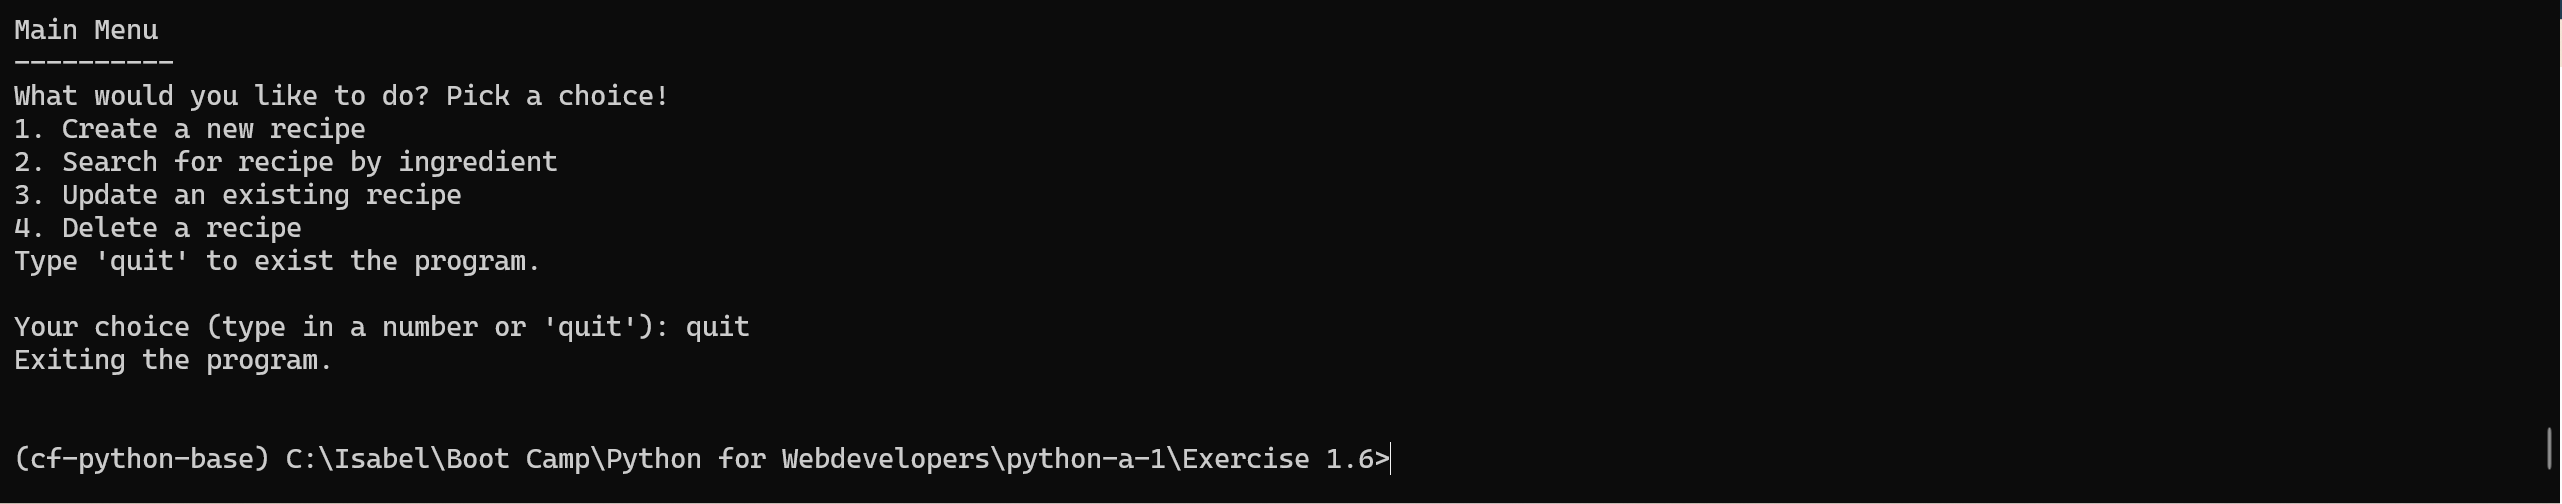 Main Menu
----------
What would you like to do? Pick a choice!
1. Create a new recipe
2. Search for recipe by ingredient
3. Update an existing recipe
4. Delete a recipe
Type 'quit' to exist the program.
Your choice (type in a number or 'quit'): quit
Exiting the program.
(cf-python-base) C:\Isabel\Boot Camp\Python for Webdevelopers\python-a-1\Exercise 1.6>